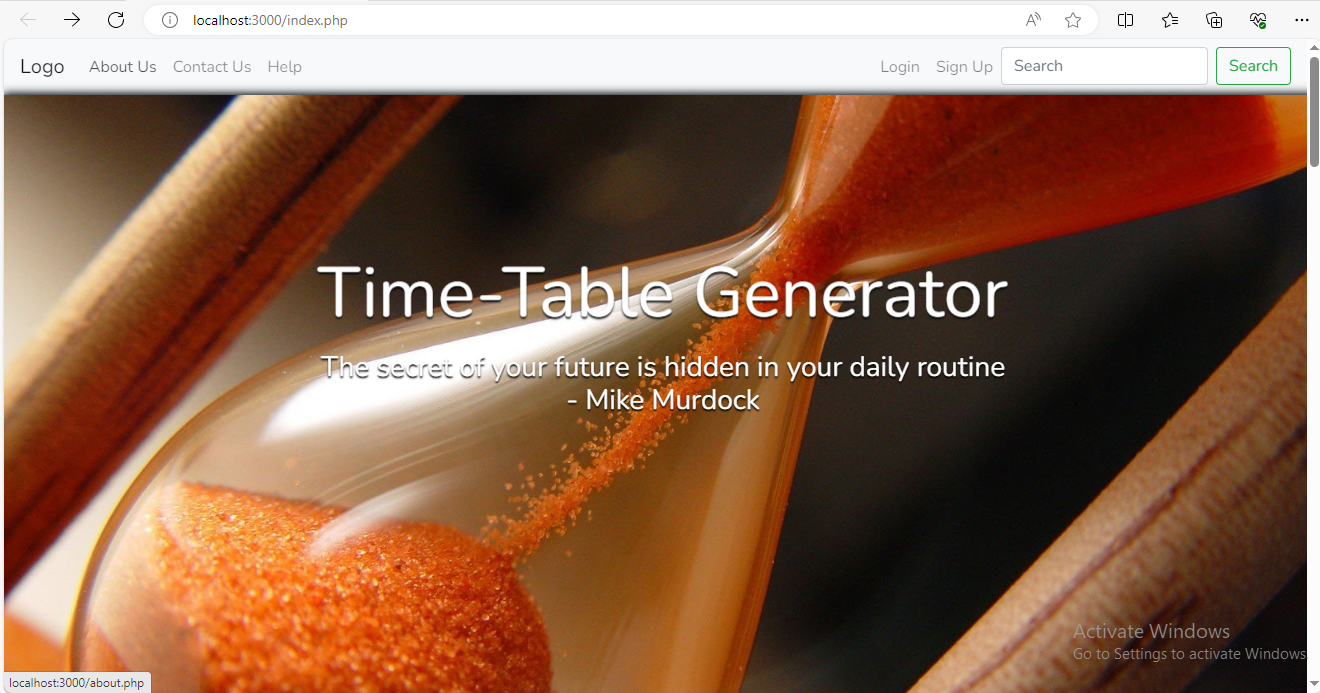 localhost:3000/index.php
Logo About Us Contact Us Help Login Sign Up Search Search
Time-Table Generator
The secret of your future is hidden in your daily routine
- Mike Murdock
Activate Windows
Go to Settings to activate Windows
localhost:3000/about.php